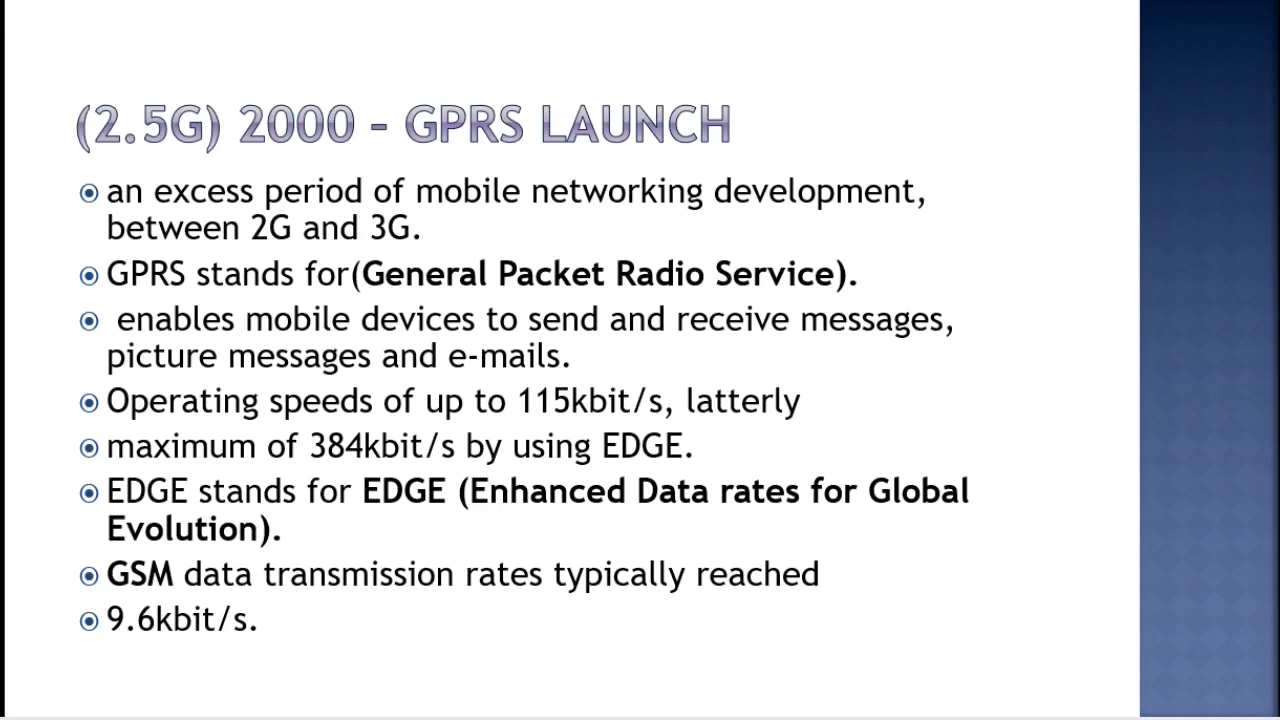 (2.5G) 2000 – GPRS LAUNCH
an excess period of mobile networking development,
between 2G and 3G.
GPRS stands for(General Packet Radio Service).
enables mobile devices to send and receive messages,
picture messages and e-mails.
Operating speeds of up to 115kbit/s, latterly
maximum of 384kbit/s by using EDGE.
EDGE stands for EDGE (Enhanced Data rates for Global
Evolution).
GSM data transmission rates typically reached
9.6kbit/s.